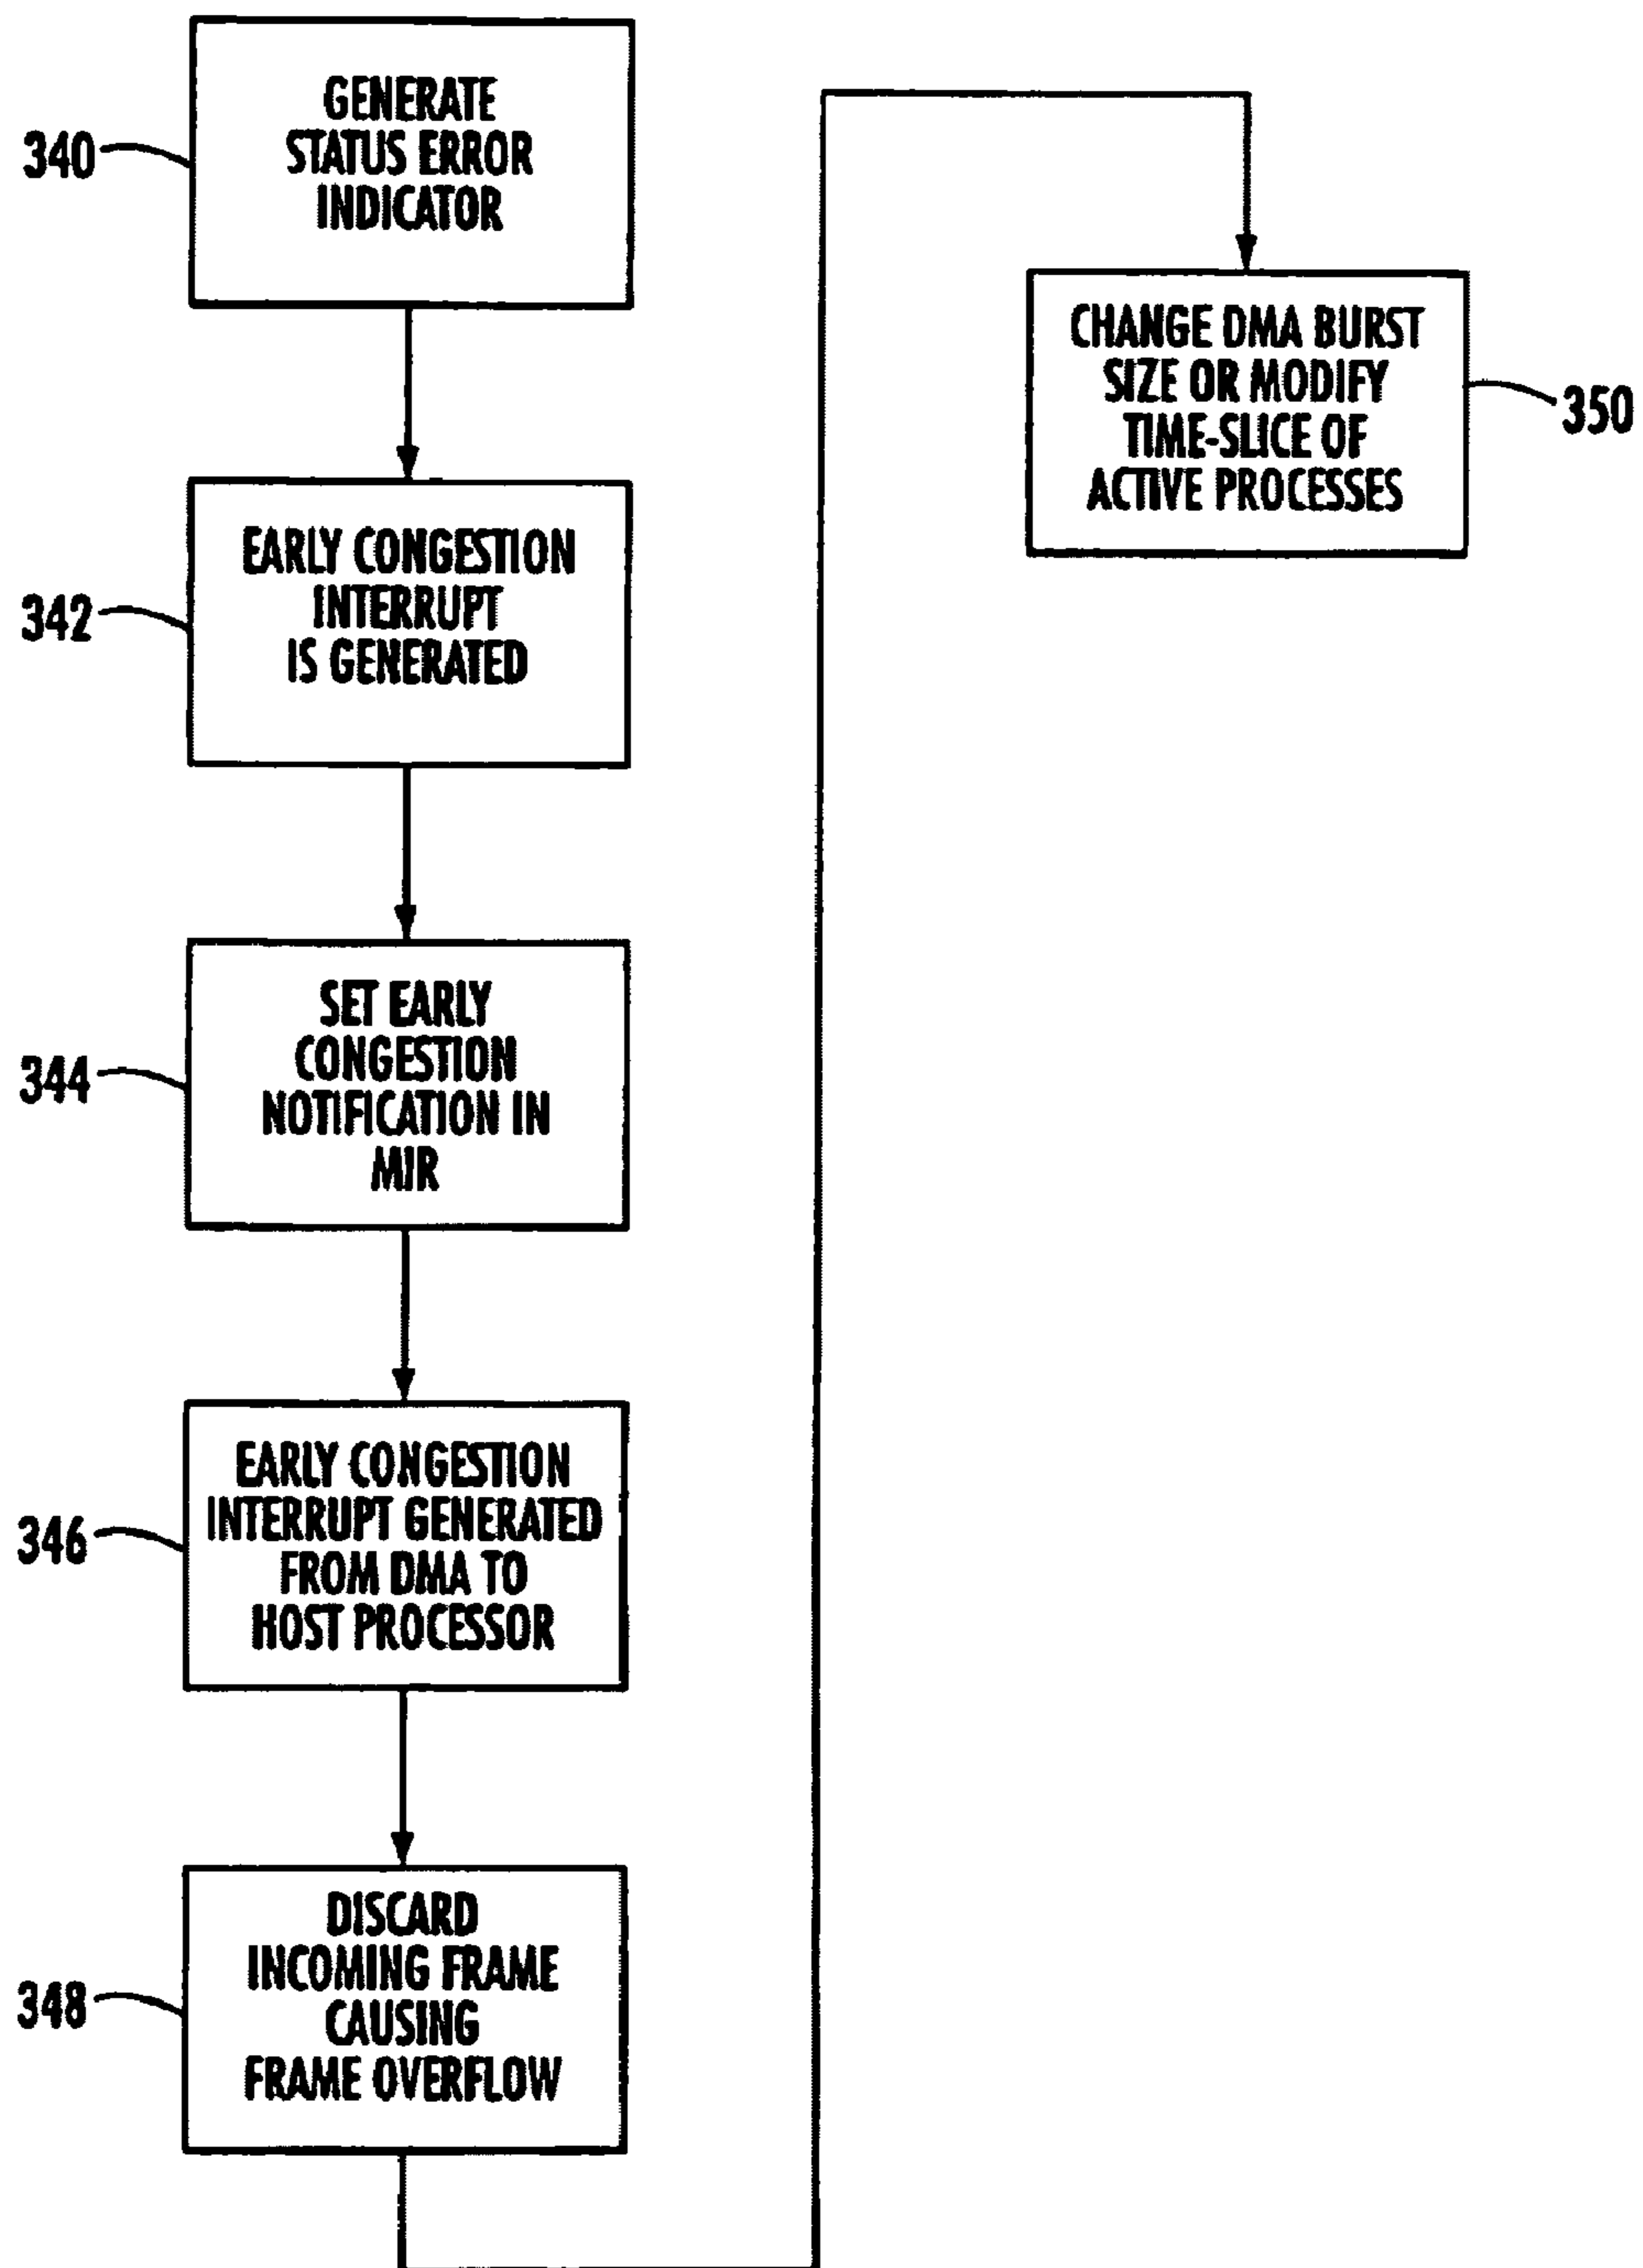 GENERATE
STATUS ERROR
INDICATOR
340
EARLY CONGESTION
INTERRUPT
IS GENERATED
342
SET EARLY
CONGESTION
NOTIFICATION IN
MIR
344
EARLY CONGESTION
INTERRUPT GENERATED
FROM DMA TO
HOST PROCESSOR
346
DISCARD
INCOMING FRAME
CAUSING
FRAME OVERFLOW
348
CHANGE DMA BURST
SIZE OR MODIFY
TIME-SLICE OF
ACTIVE PROCESSES
350